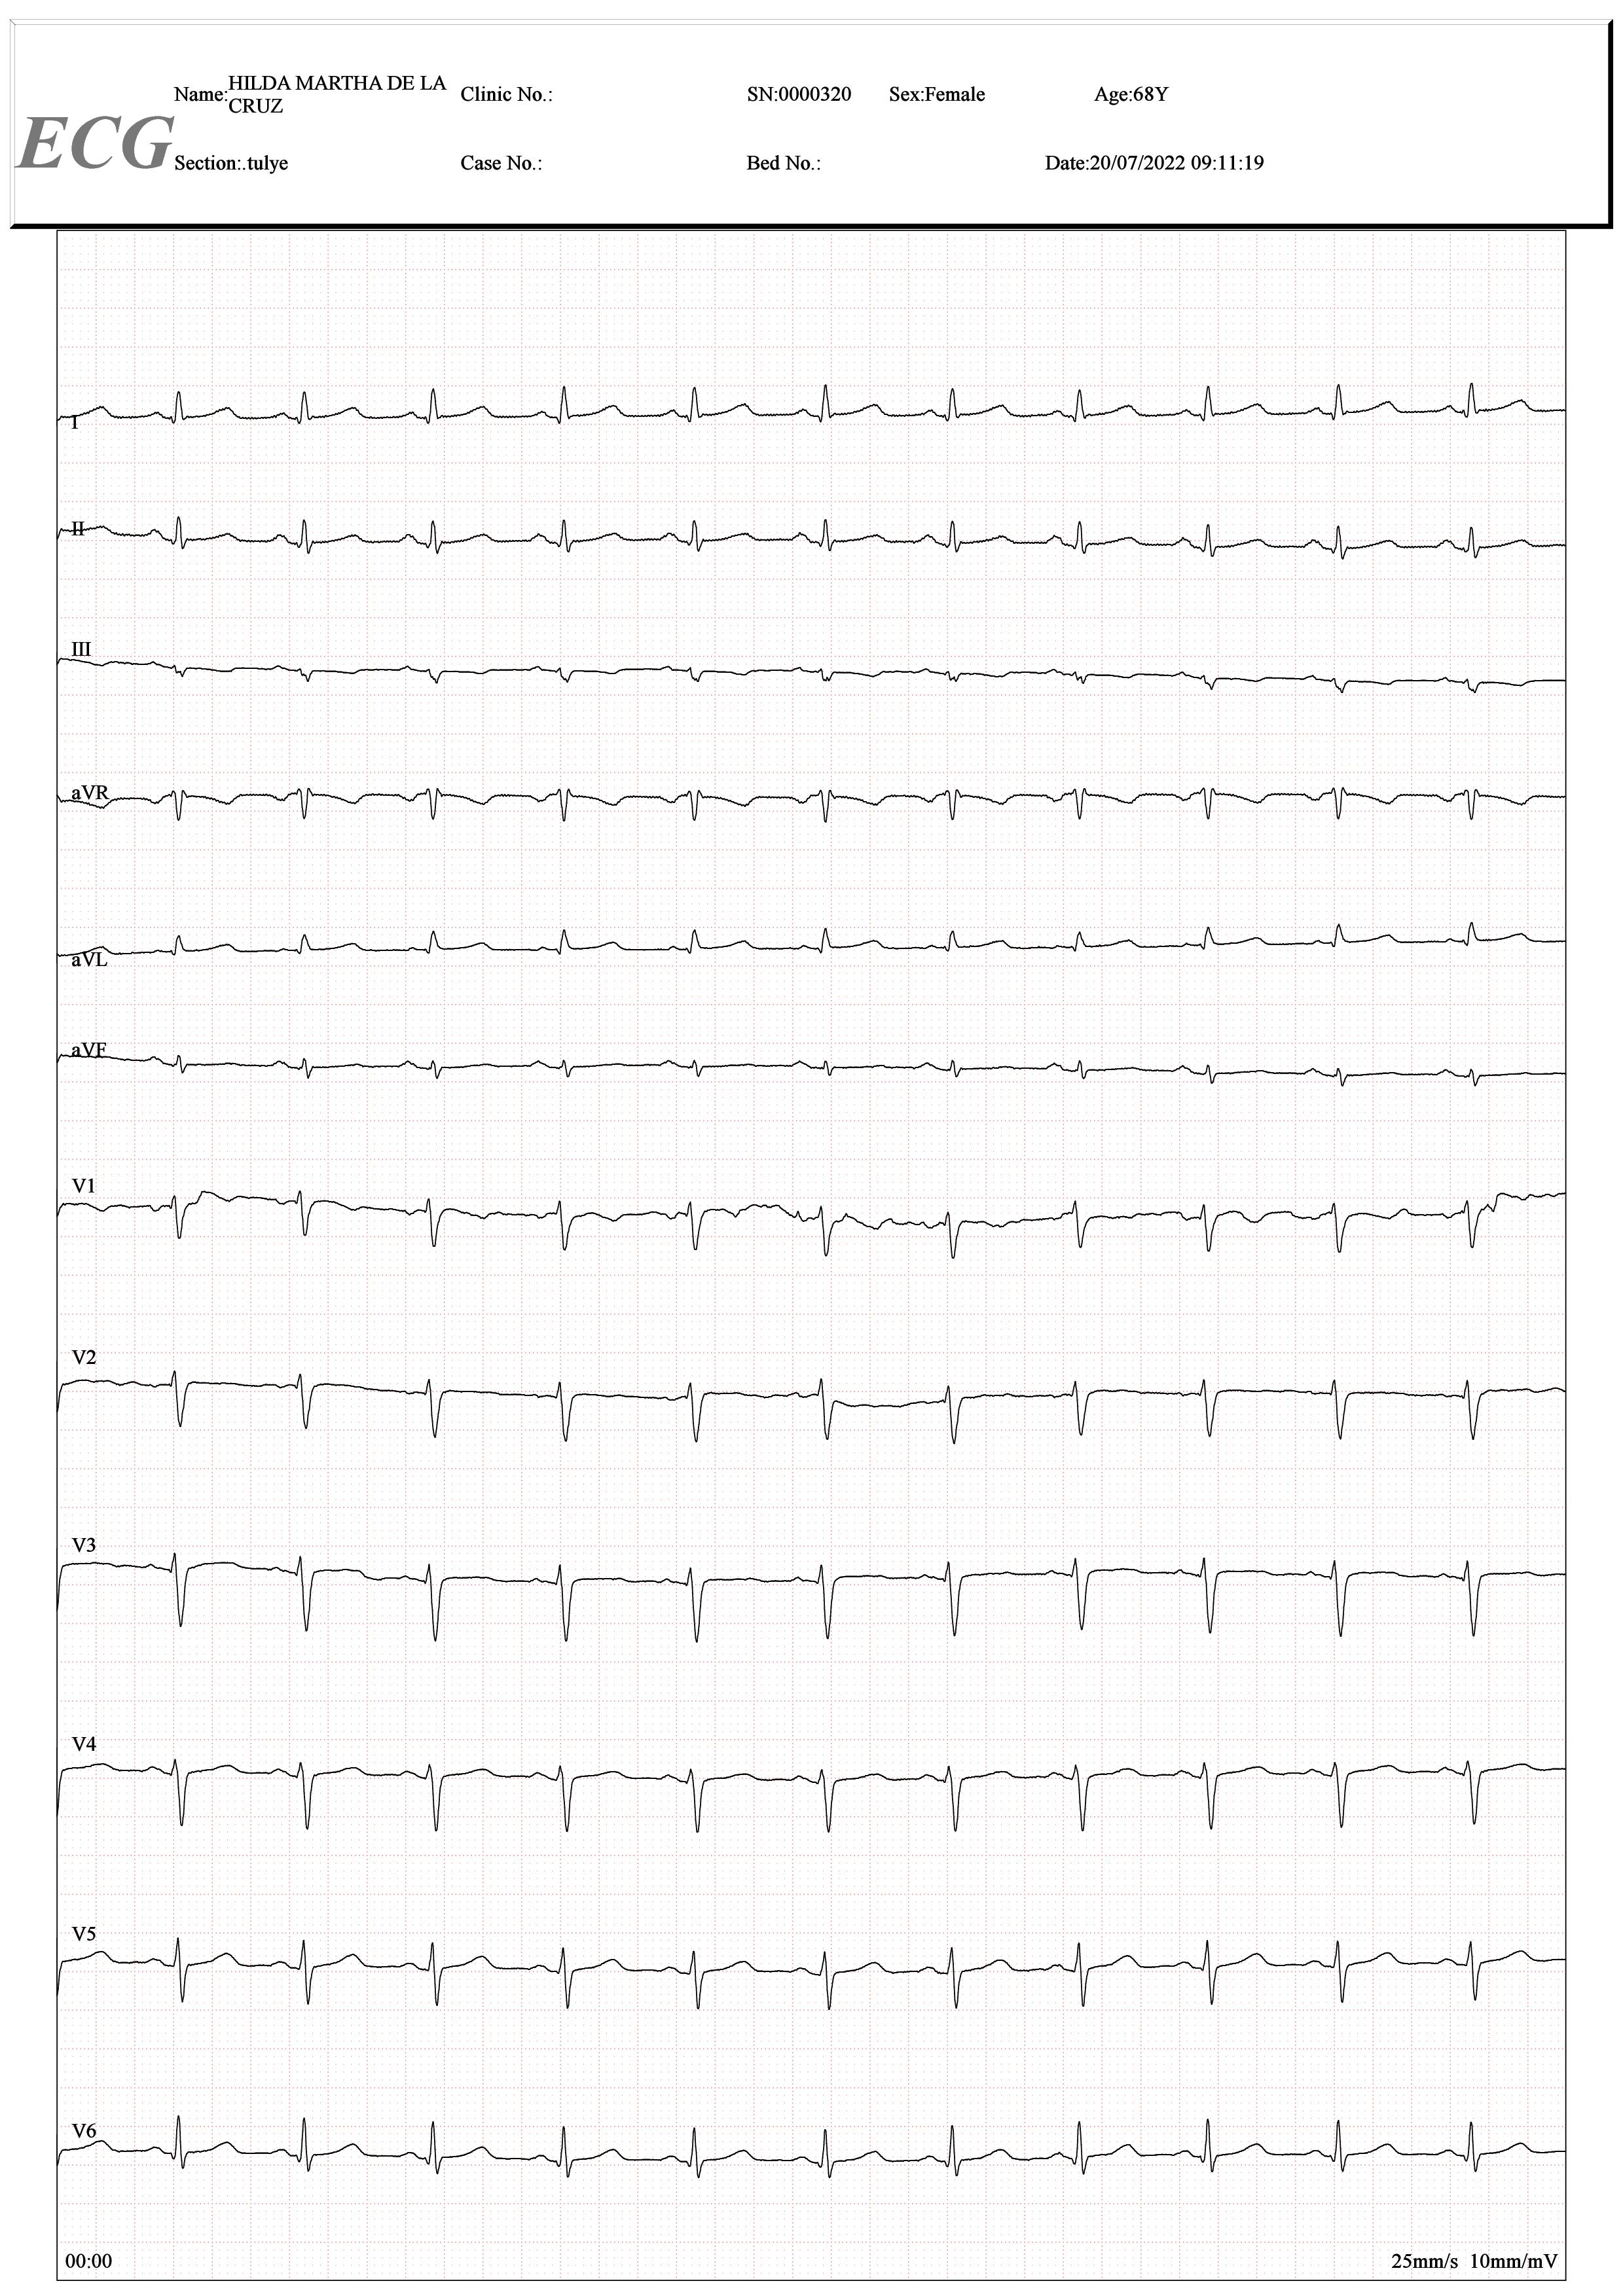 ECG
Name:HILDA MARTHA DE LA CRUZ Clinic No.: SN:0000320 Sex:Female Age:68Y
Section:.tulye Case No.: Bed No.: Date:20/07/2022 09:11:19
I
II
III
aVR
aVL
aVF
V1
V2
V3
V4
V5
V6
00:00 25mm/s 10mm/mV